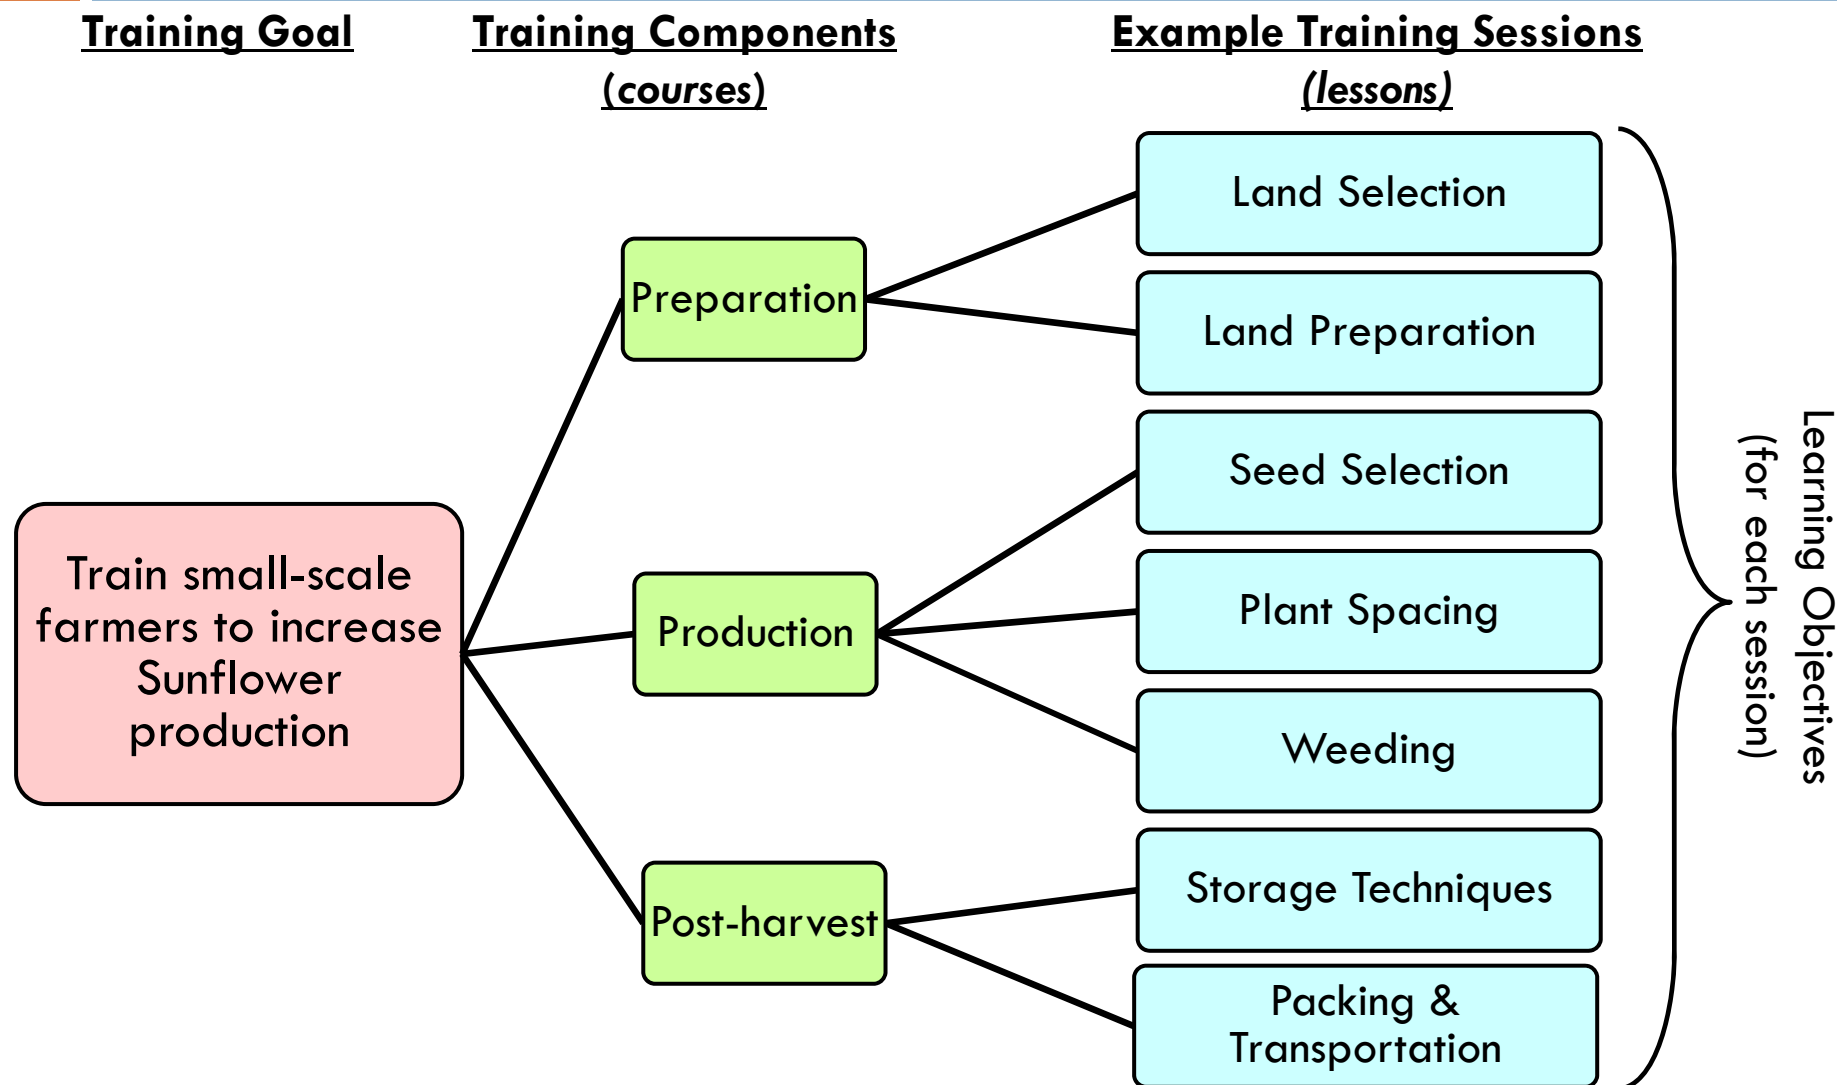 Training Goal
Training Components
(courses)
Example Training Sessions
(lessons)
Train small-scale
farmers to increase
Sunflower
production
Preparation
Production
Post-harvest
Land Selection
Land Preparation
Seed Selection
Plant Spacing
Weeding
Storage Techniques
Packing &
Transportation
Learning Objectives
(for each session)